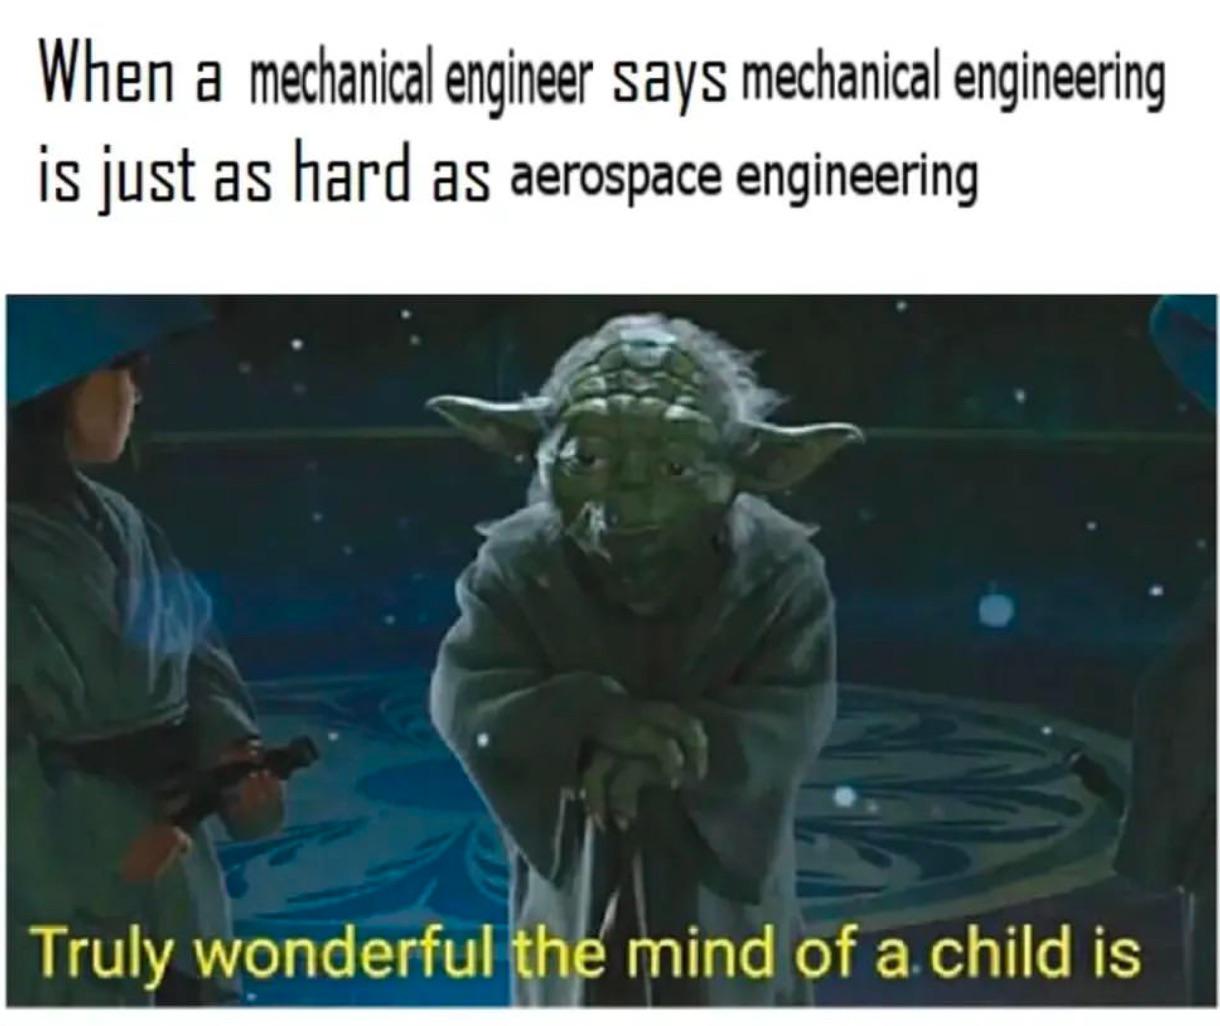 When a mechanical engineer says mechanical engineering
is just as hard as aerospace engineering
Truly wonderful the mind of a child is